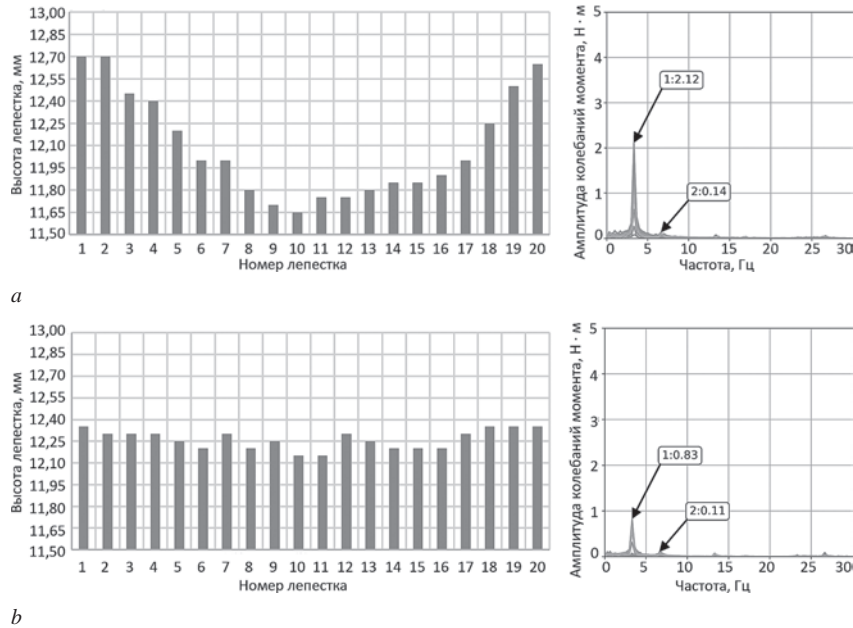 13,00
12,85
12,70
12,55
12,40
12,25
12,10
11,95
11,80
11,65
11,50
Высота лепестка, мм
1 2 3 4 5 6 7 8 9 10 11 12 13 14 15 16 17 18 19 20
Номер лепестка
5
4
3
2
1
0
Амплитуда колебаний момента, Н · м
1:2.12
2:0.14
0 5 10 15 20 25 30
Частота, Гц
a
13,00
12,85
12,70
12,55
12,40
12,25
12,10
11,95
11,80
11,65
11,50
Высота лепестка, мм
1 2 3 4 5 6 7 8 9 10 11 12 13 14 15 16 17 18 19 20
Номер лепестка
5
4
3
2
1
0
Амплитуда колебаний момента, Н · м
1:0.83
2:0.11
0 5 10 15 20 25 30
Частота, Гц
b